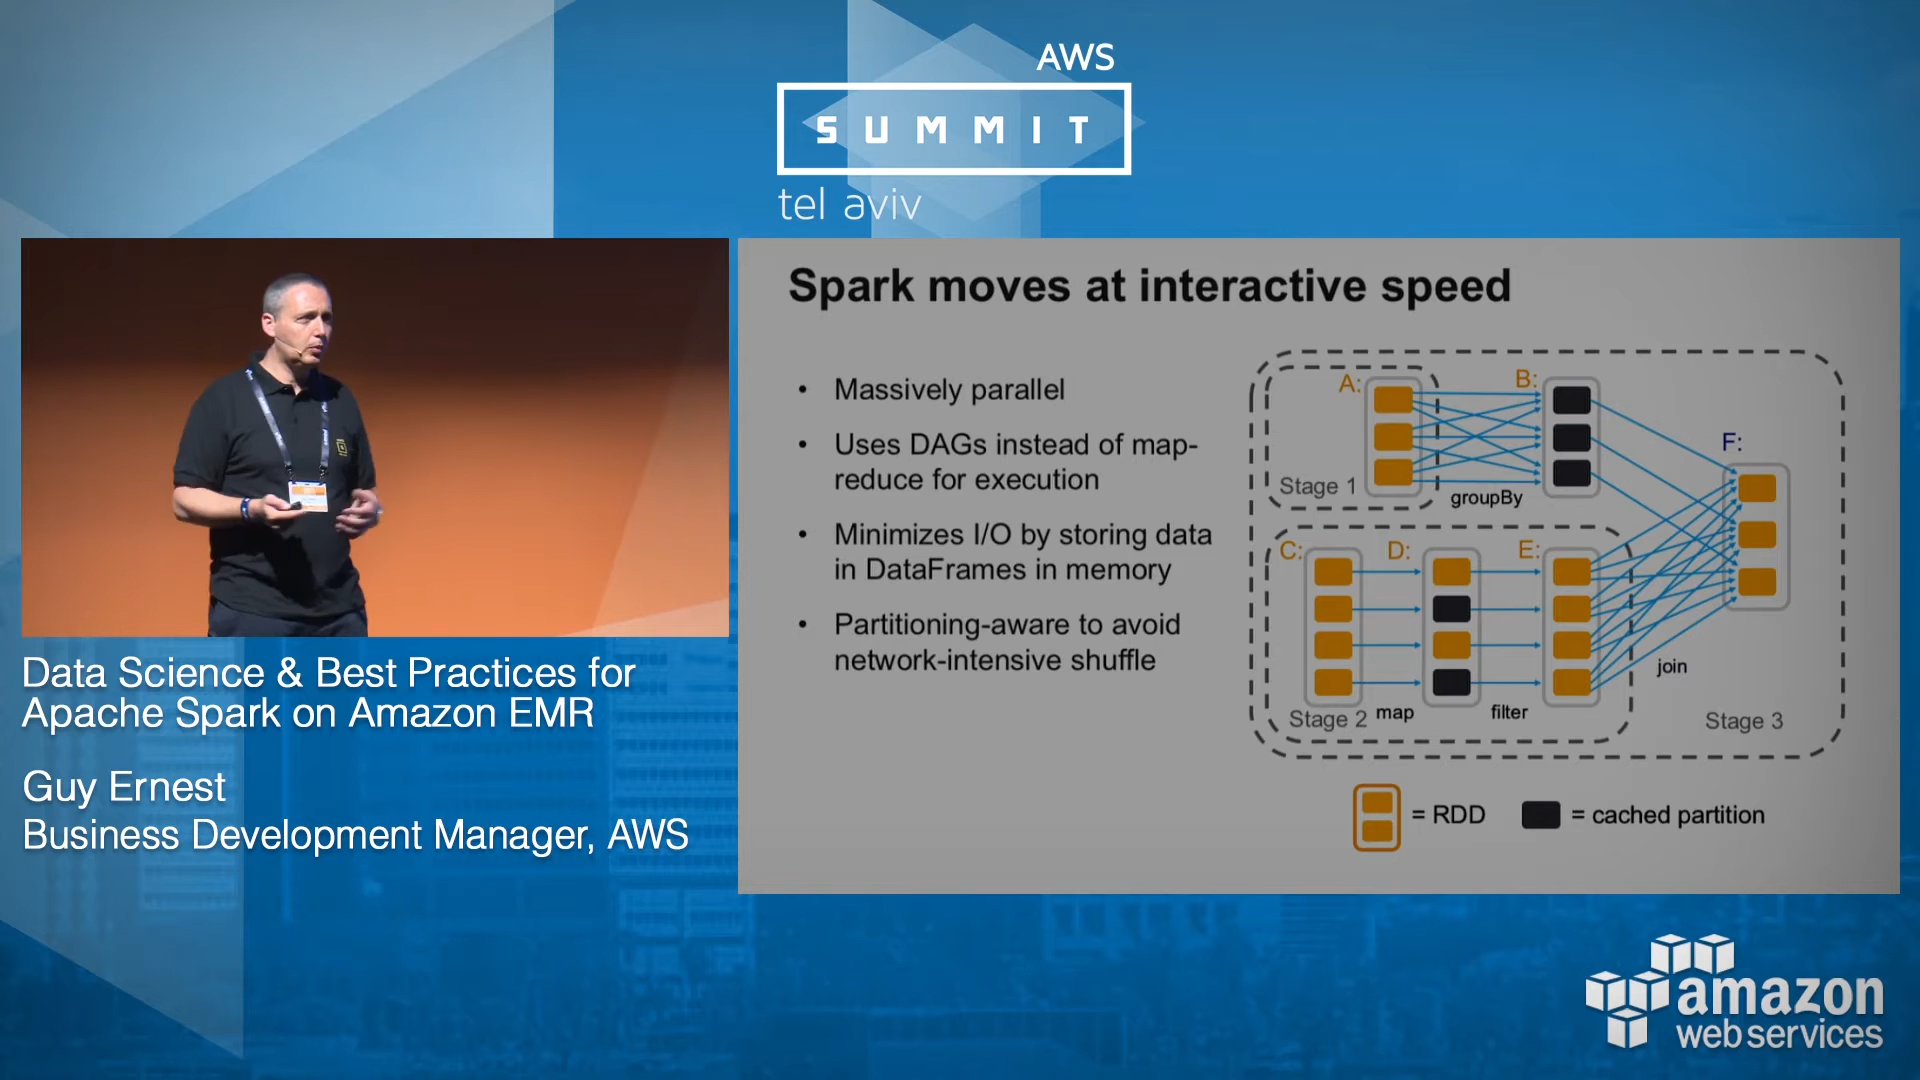 AWS
SUMMIT
tel aviv
Spark moves at interactive speed
• Massively parallel
• Uses DAGs instead of map-
reduce for execution
• Minimizes I/O by storing data
in DataFrames in memory
• Partitioning-aware to avoid
network-intensive shuffle
A:
B:
F:
Stage 1
groupBy
C:
D:
E:
Stage 2
map
filter
join
Stage 3
= RDD
= cached partition
Data Science & Best Practices for
Apache Spark on Amazon EMR
Guy Ernest
Business Development Manager, AWS
amazon
web services